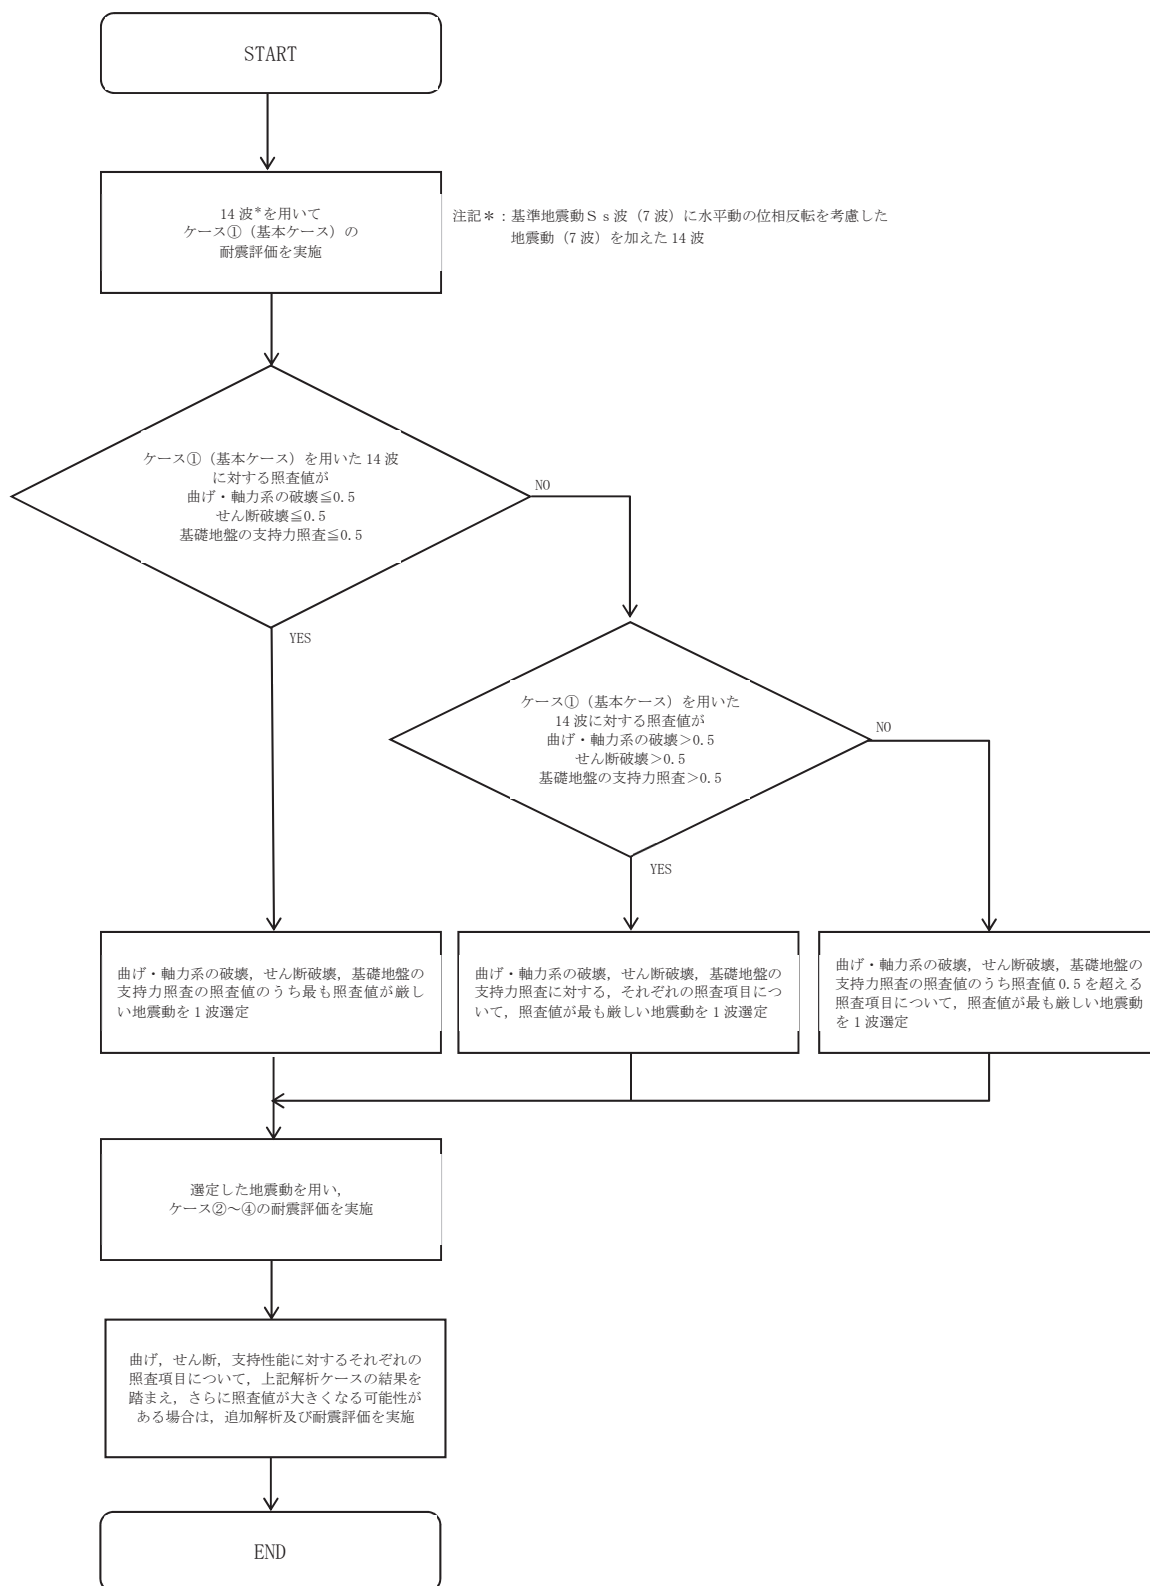 START
14 波*を用いて
ケース①（基本ケース）の
耐震評価を実施
注記＊：基準地震動Ｓｓ波（7 波）に水平動の位相反転を考慮した
地震動（7 波）を加えた 14 波
ケース①（基本ケース）を用いた 14 波
に対する照査値が
曲げ・軸力系の破壊≦0.5
せん断破壊≦0.5
基礎地盤の支持力照査≦0.5
NO
YES
ケース①（基本ケース）を用いた
14 波に対する照査値が
曲げ・軸力系の破壊＞0.5
せん断破壊＞0.5
基礎地盤の支持力照査＞0.5
NO
YES
曲げ・軸力系の破壊，せん断破壊，基礎地盤の
支持力照査の照査値のうち最も照査値が厳し
い地震動を 1 波選定
曲げ・軸力系の破壊，せん断破壊，基礎地盤の
支持力照査に対する，それぞれの照査項目につ
いて，照査値が最も厳しい地震動を 1 波選定
曲げ・軸力系の破壊，せん断破壊，基礎地盤の
支持力照査の照査値のうち照査値 0.5 を超える
照査項目について，照査値が最も厳しい地震動
を 1 波選定
選定した地震動を用い，
ケース②～④の耐震評価を実施
曲げ，せん断，支持性能に対するそれぞれの
照査項目について，上記解析ケースの結果を
踏まえ，さらに照査値が大きくなる可能性が
ある場合は，追加解析及び耐震評価を実施
END